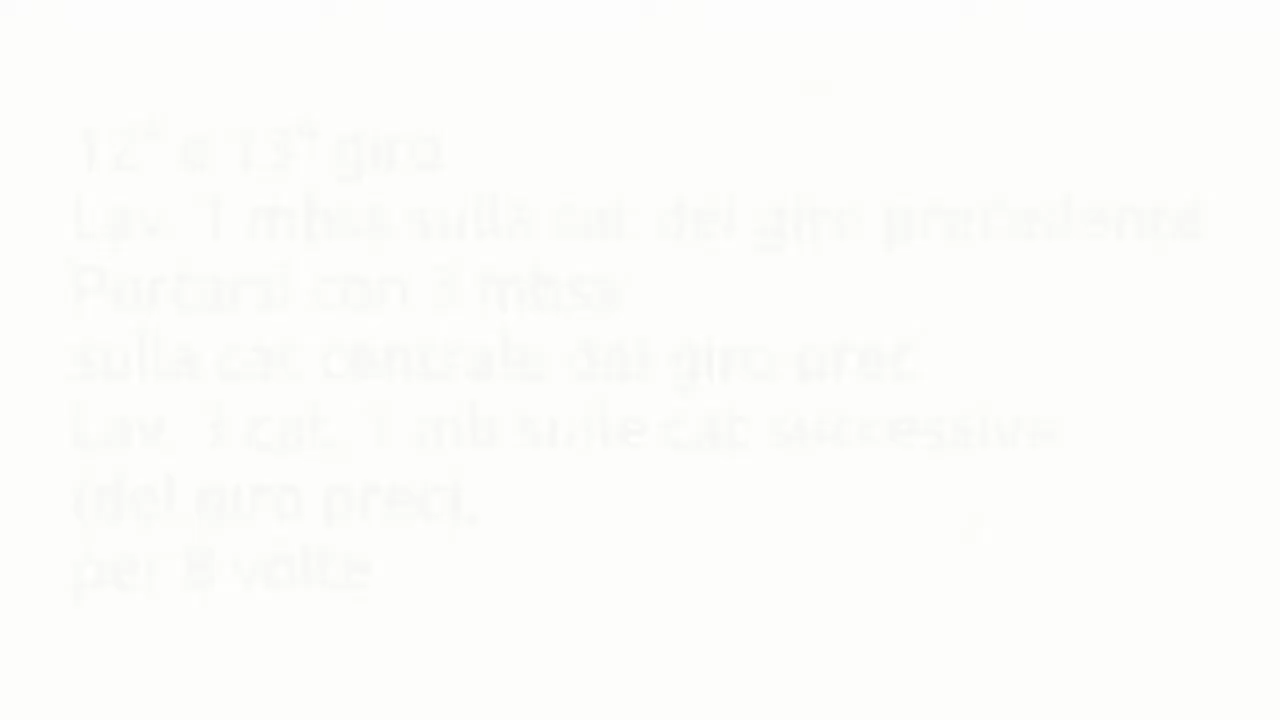 12° e 13° giro
Lav. 1 mbss sulla cat. del giro precedente
Portarsi con 3 mbss
sulla cat centrale del giro prec.
Lav. 3 cat. 1 mb sulle cat successiva
(del giro prec),
per 8 volte